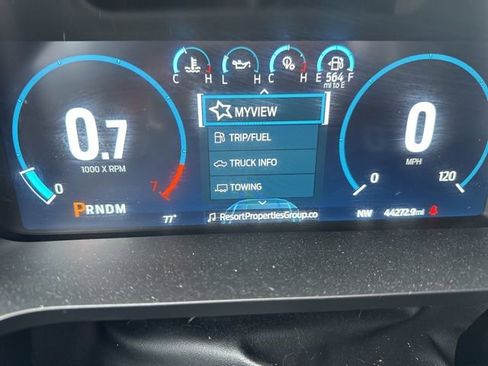 C H L H C H E 564 F
mi to E
MYVIEW
TRIP/FUEL
TRUCK INFO
TOWING
0.7
1000 X RPM
0 7
0
MPH
0 120
PRNDM
77°
ResortPropertiesGroup.co
NW 44272.9mi